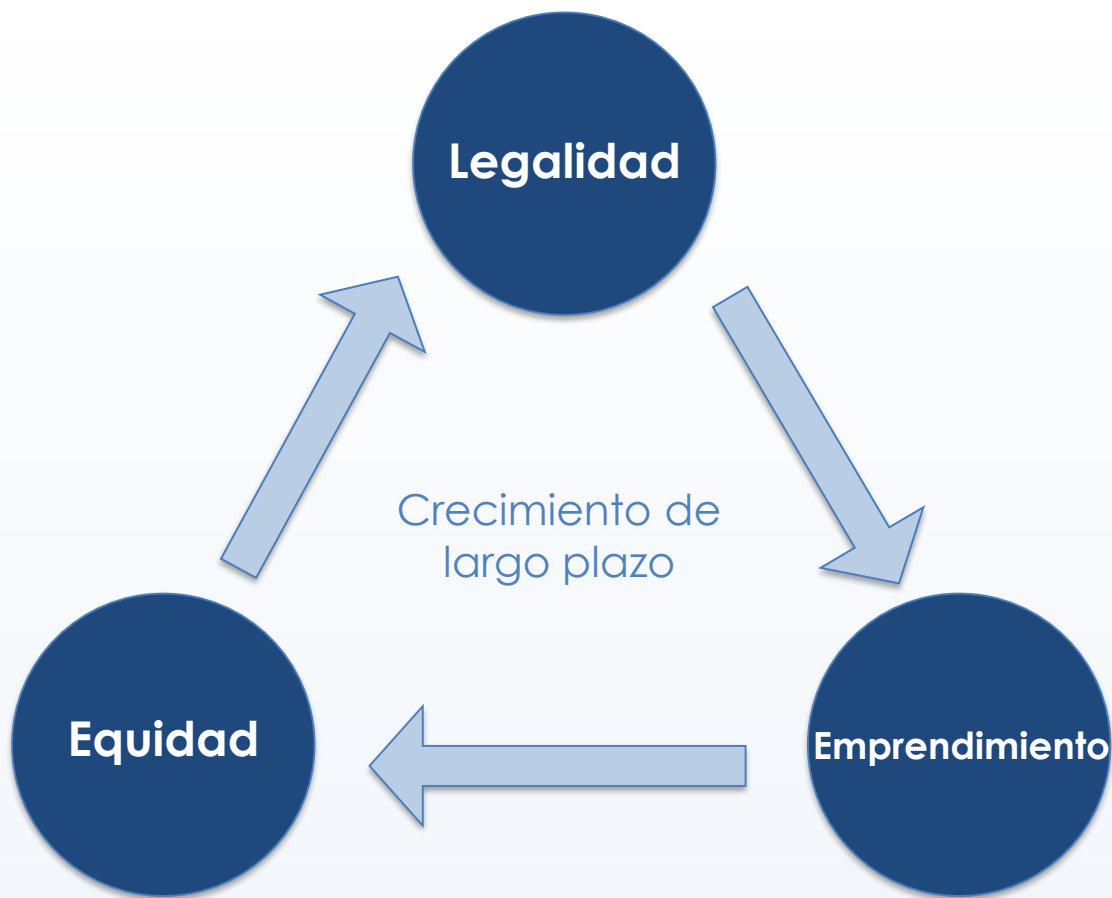 Legalidad
Crecimiento de
largo plazo
Equidad
Emprendimiento